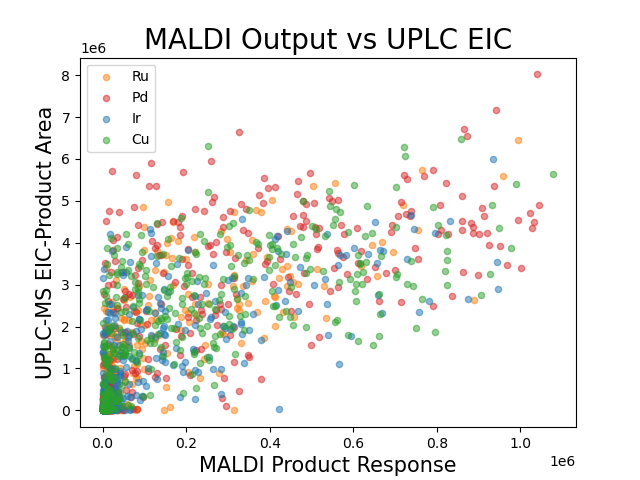 MALDI Output vs UPLC EIC
1e6
8
7
6
5
4
3
2
1
0
UPLC-MS EIC-Product Area
Ru
Pd
Ir
Cu
0.0 0.2 0.4 0.6 0.8 1.0
1e6
MALDI Product Response